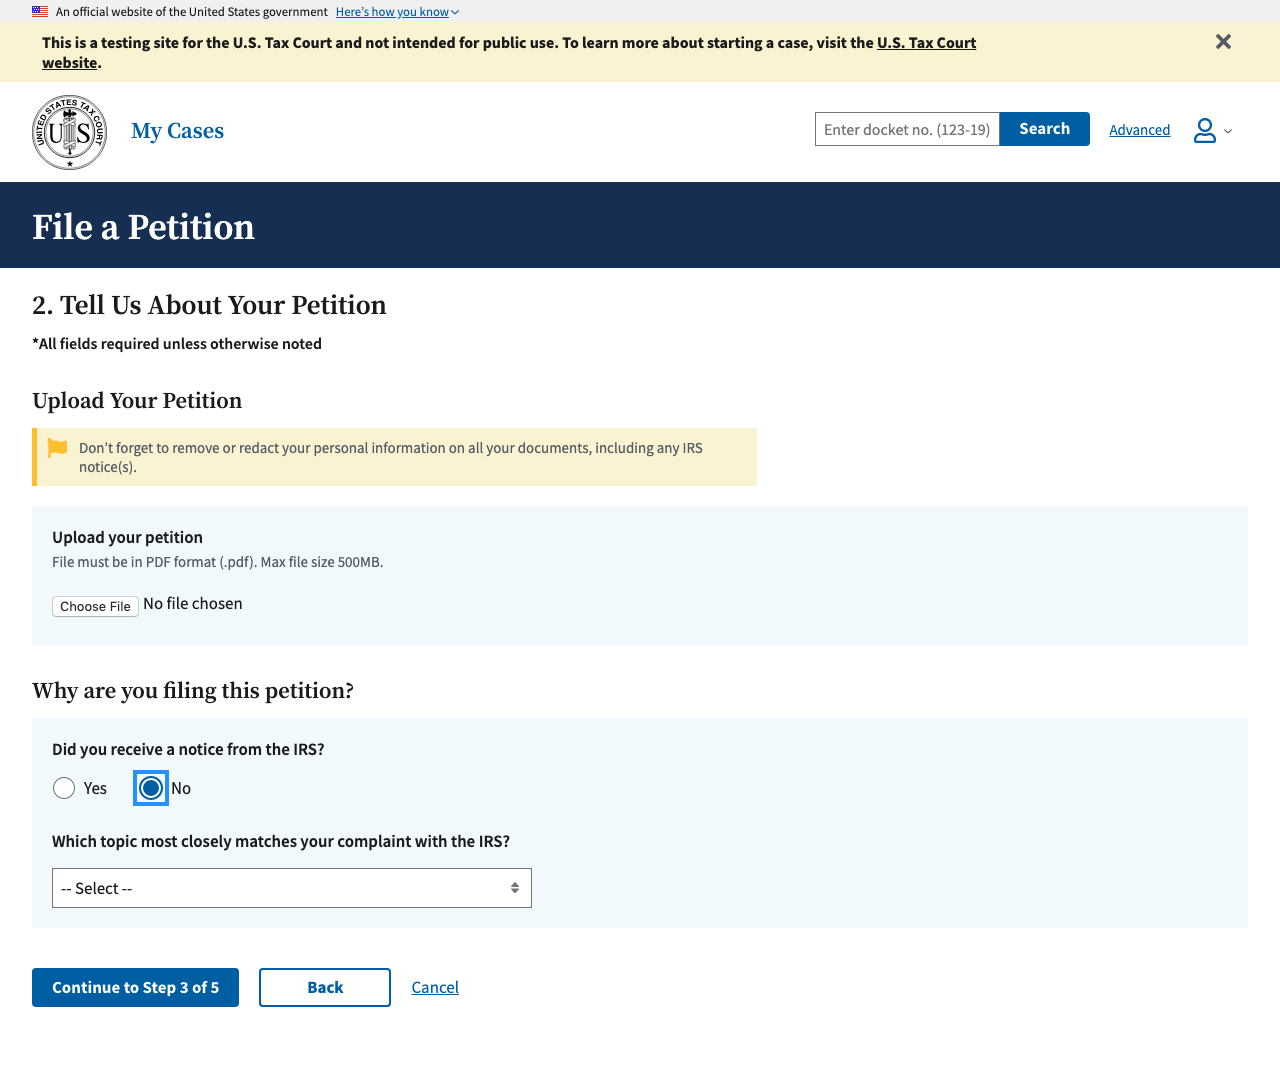 An official website of the United States government Here’s how you know
This is a testing site for the U.S. Tax Court and not intended for public use. To learn more about starting a case, visit the U.S. Tax Court
website.
UNITED STATES TAX COURT
US
My Cases
Enter docket no. (123-19)
Search
Advanced
File a Petition
2. Tell Us About Your Petition
*All fields required unless otherwise noted
Upload Your Petition
Don’t forget to remove or redact your personal information on all your documents, including any IRS
notice(s).
Upload your petition
File must be in PDF format (.pdf). Max file size 500MB.
Choose File No file chosen
Why are you filing this petition?
Did you receive a notice from the IRS?
Yes No
Which topic most closely matches your complaint with the IRS?
-- Select --
Continue to Step 3 of 5 Back Cancel